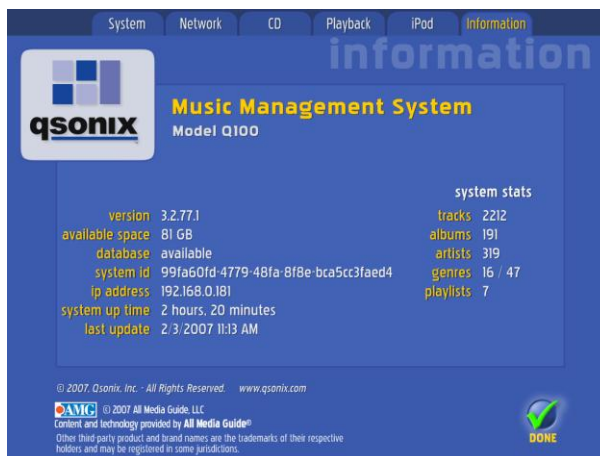 System Network CD Playback iPod Information
information
qsonix
Music Management System
Model Q100
system stats
version 3.2.77.1
available space 81 GB
database available
system id 99fa60fd-4779-48fa-8f8e-bca5cc3faed4
ip address 192.168.0.181
system up time 2 hours, 20 minutes
last update 2/3/2007 11:13 AM
tracks 2212
albums 191
artists 319
genres 16 / 47
playlists 7
© 2007, Qsonix, Inc. - All Rights Reserved. www.qsonix.com
AMG © 2007 All Media Guide, LLC
Content and technology provided by All Media Guide®
Other third-party product and brand names are the trademarks of their respective
holders and may be registered in some jurisdictions.
DONE